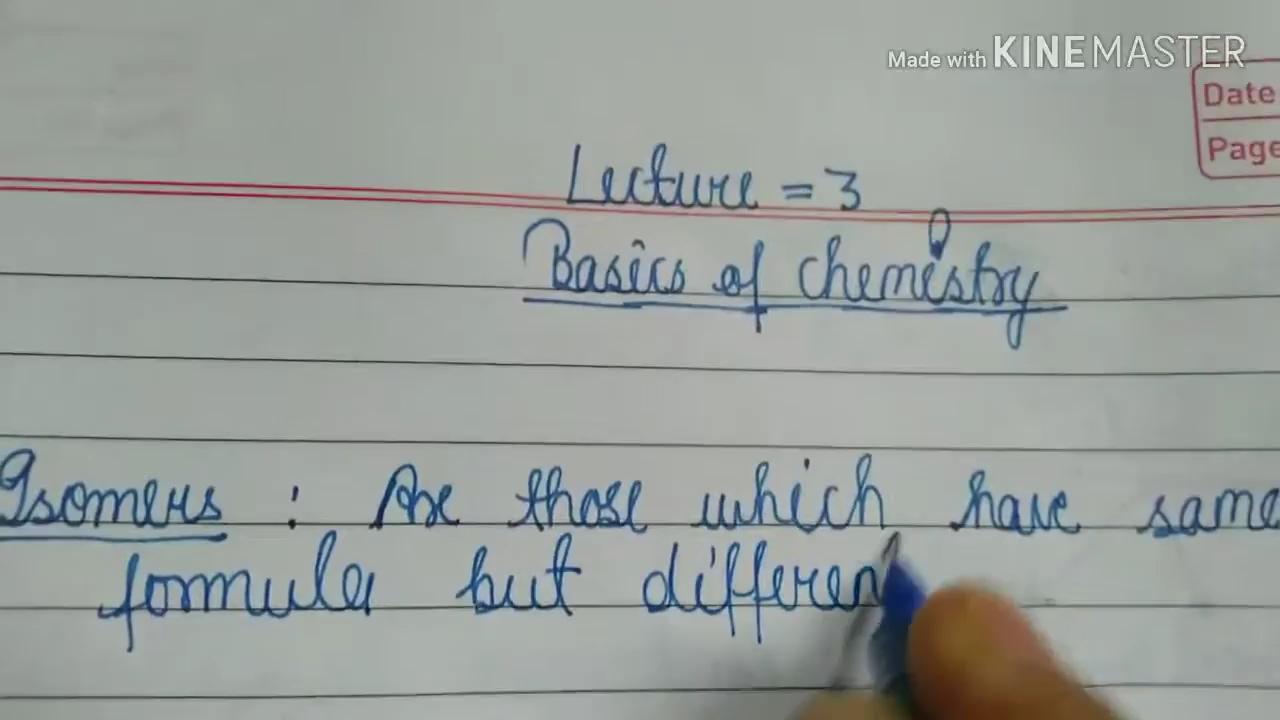 Made with KINEMASTER
Date
Page
Lecture = 3
Basics of chemistry
Isomers : Are those which have same
formula but differen